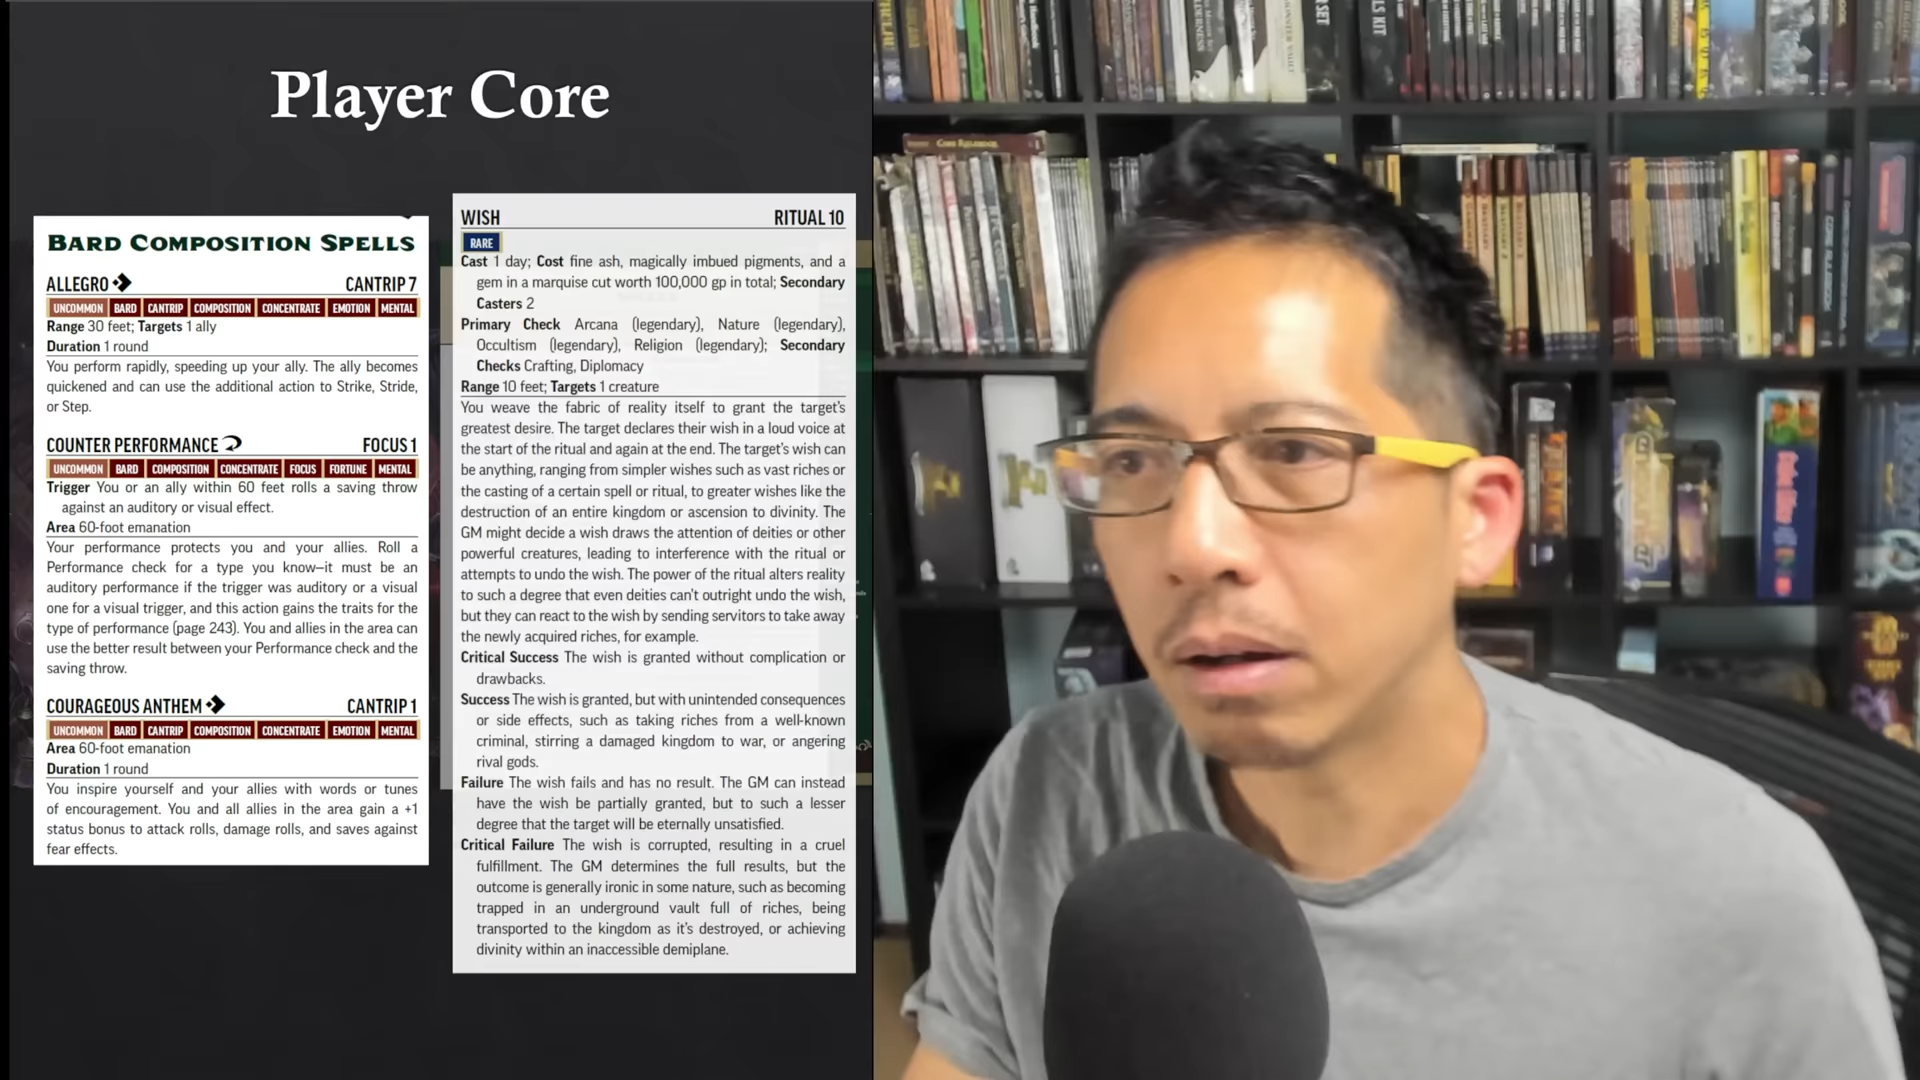 Player Core
BARD COMPOSITION SPELLS
ALLEGRO CANTRIP 7
UNCOMMON BARD CANTRIP COMPOSITION CONCENTRATE EMOTION MENTAL
Range 30 feet; Targets 1 ally
Duration 1 round
You perform rapidly, speeding up your ally. The ally becomes
quickened and can use the additional action to Strike, Stride,
or Step.
COUNTER PERFORMANCE FOCUS 1
UNCOMMON BARD COMPOSITION CONCENTRATE FOCUS FORTUNE MENTAL
Trigger You or an ally within 60 feet rolls a saving throw
against an auditory or visual effect.
Area 60-foot emanation
Your performance protects you and your allies. Roll a
Performance check for a type you know—it must be an
auditory performance if the trigger was auditory or a visual
one for a visual trigger, and this action gains the traits for the
type of performance (page 243). You and allies in the area can
use the better result between your Performance check and the
saving throw.
COURAGEOUS ANTHEM CANTRIP 1
UNCOMMON BARD CANTRIP COMPOSITION CONCENTRATE EMOTION MENTAL
Area 60-foot emanation
Duration 1 round
You inspire yourself and your allies with words or tunes
of encouragement. You and all allies in the area gain a +1
status bonus to attack rolls, damage rolls, and saves against
fear effects.
WISH RITUAL 10
RARE
Cast 1 day; Cost fine ash, magically imbued pigments, and a
gem in a marquise cut worth 100,000 gp in total; Secondary
Casters 2
Primary Check Arcana (legendary), Nature (legendary),
Occultism (legendary), Religion (legendary); Secondary
Checks Crafting, Diplomacy
Range 10 feet; Targets 1 creature
You weave the fabric of reality itself to grant the target's
greatest desire. The target declares their wish in a loud voice at
the start of the ritual and again at the end. The target's wish can
be anything, ranging from simpler wishes such as vast riches or
the casting of a certain spell or ritual, to greater wishes like the
destruction of an entire kingdom or ascension to divinity. The
GM might decide a wish draws the attention of deities or other
powerful creatures, leading to interference with the ritual or
attempts to undo the wish. The power of the ritual alters reality
to such a degree that even deities can't outright undo the wish,
but they can react to the wish by sending servitors to take away
the newly acquired riches, for example.
Critical Success The wish is granted without complication or
drawbacks.
Success The wish is granted, but with unintended consequences
or side effects, such as taking riches from a well-known
criminal, stirring a damaged kingdom to war, or angering
rival gods.
Failure The wish fails and has no result. The GM can instead
have the wish be partially granted, but to such a lesser
degree that the target will be eternally unsatisfied.
Critical Failure The wish is corrupted, resulting in a cruel
fulfillment. The GM determines the full results, but the
outcome is generally ironic in some nature, such as becoming
trapped in an underground vault full of riches, being
transported to the kingdom as it's destroyed, or achieving
divinity within an inaccessible demiplane.